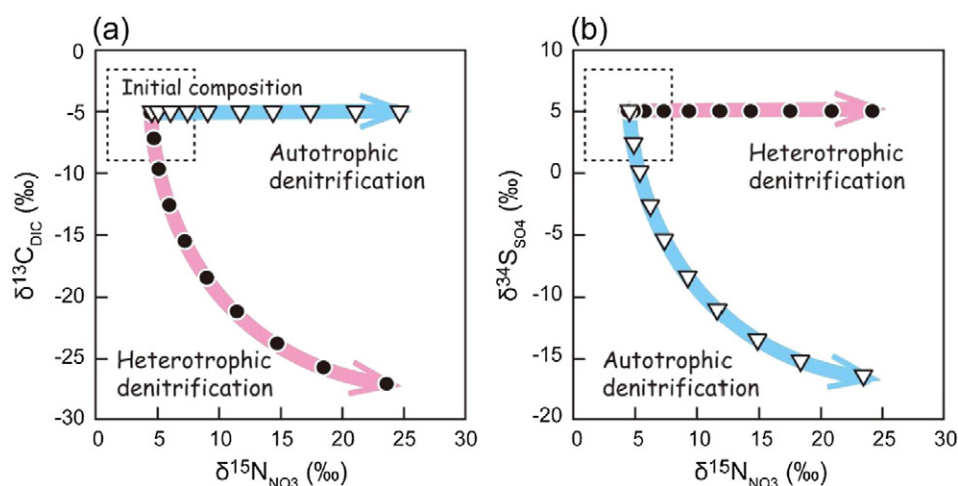 (a)
0
-5
-10
-15
-20
-25
-30
δ13CDIC (‰)
Initial composition
Autotrophic
denitrification
Heterotrophic
denitrification
0 5 10 15 20 25 30
δ15NNO3 (‰)
(b)
10
5
0
-5
-10
-15
-20
δ34SSO4 (‰)
Heterotrophic
denitrification
Autotrophic
denitrification
0 5 10 15 20 25 30
δ15NNO3 (‰)